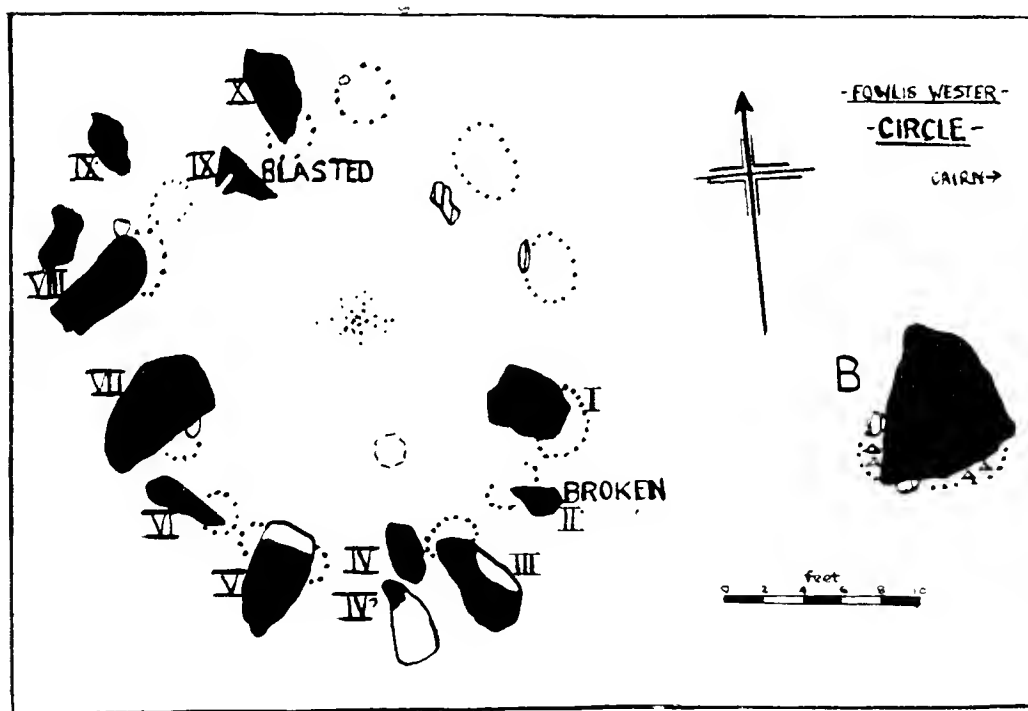 - FOWLIS WESTER -
- CIRCLE -
CAIRN→
X
IX
IX
BLASTED
VIII
VII
B
I
BROKEN
II
VI
V
IV
IV?
III
feet
0 2 4 6 8 10